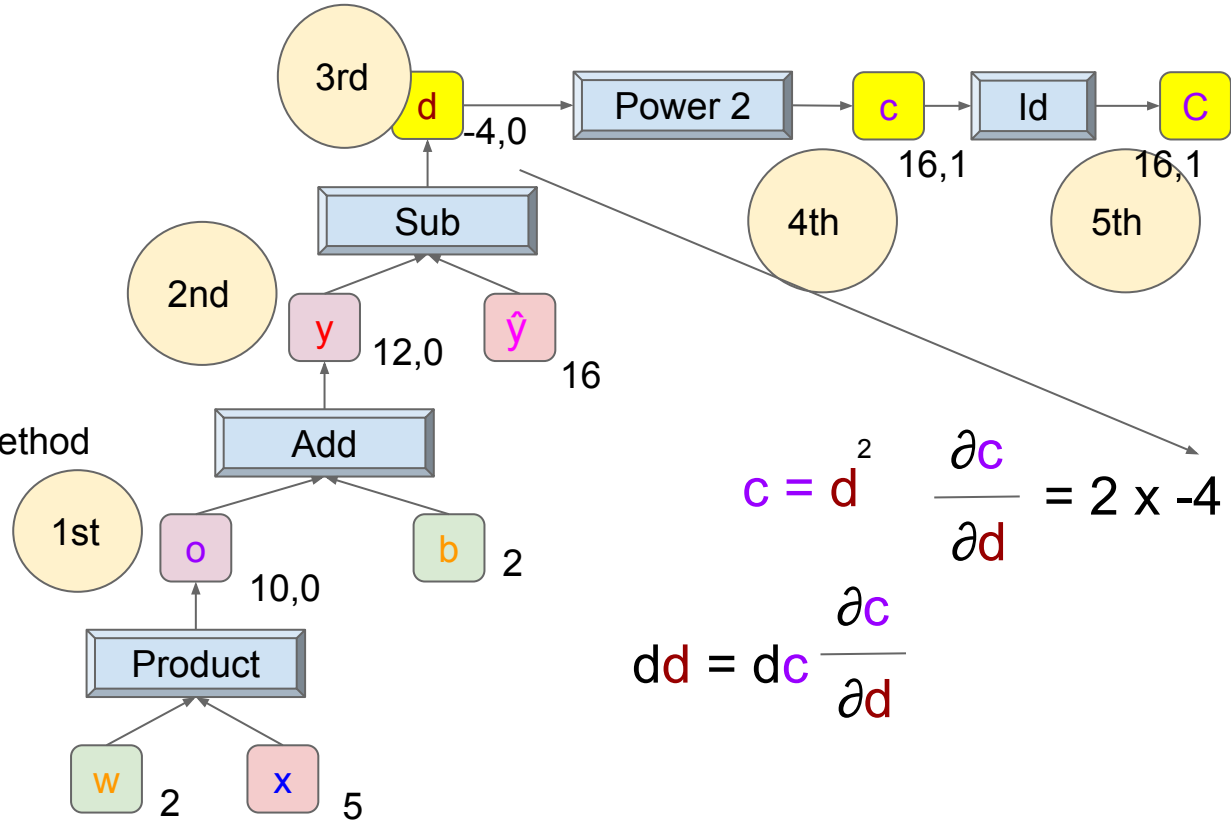 3rd
d
-4,0
Power 2
c
16,1
Id
C
16,1
Sub
4th
5th
2nd
y
12,0
ŷ
16
Add
ethod
1st
o
10,0
b
2
Product
w
2
x
5
c = d²
∂c
∂d
= 2 x -4
dd = dc
∂c
∂d